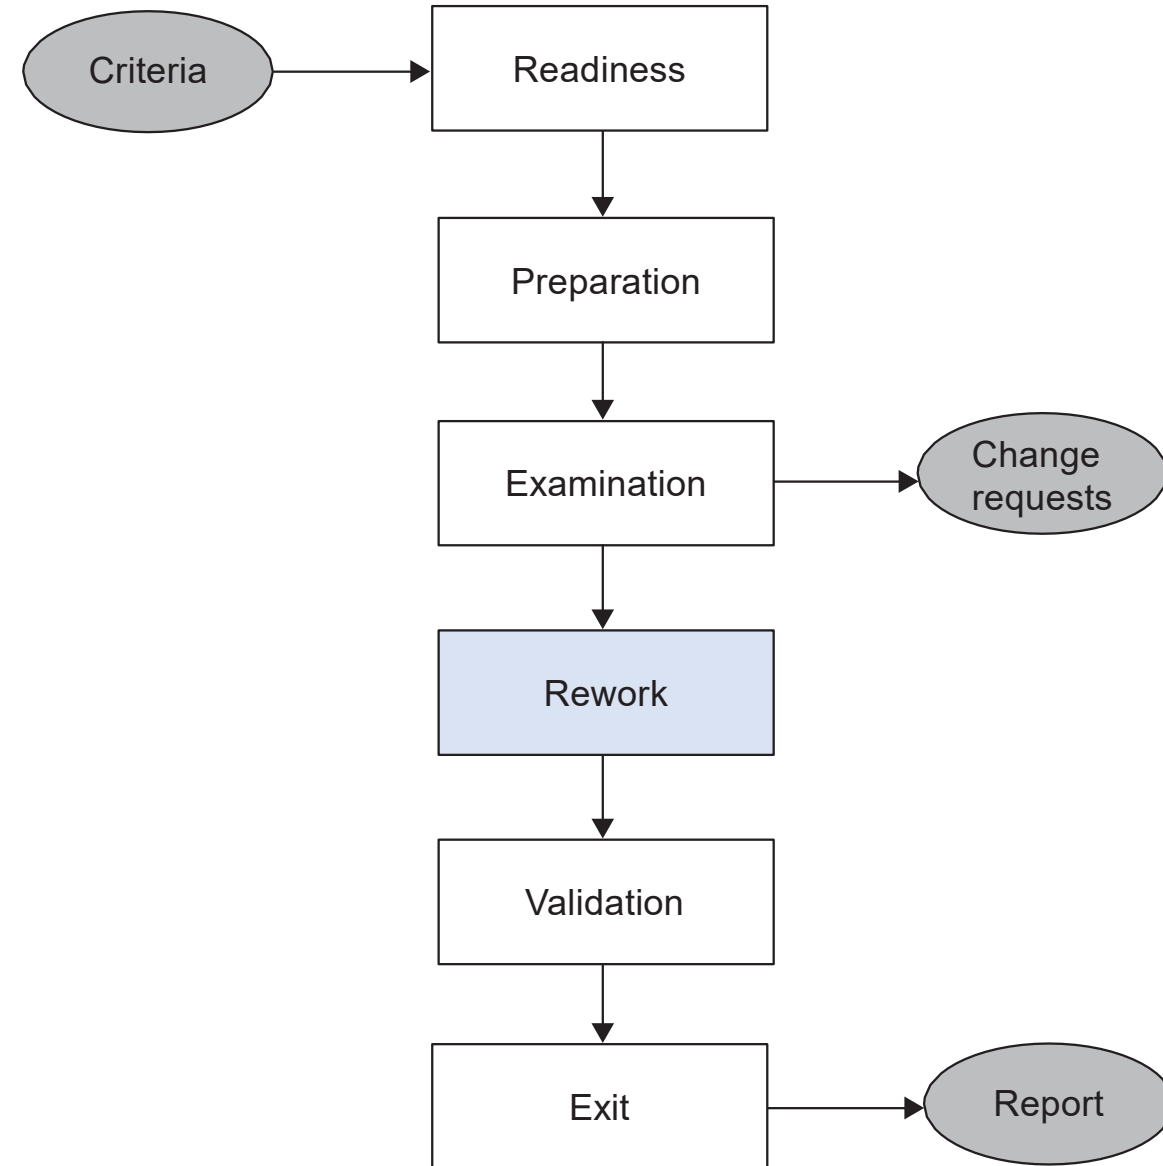 Criteria
Readiness
Preparation
Examination
Change
requests
Rework
Validation
Exit
Report